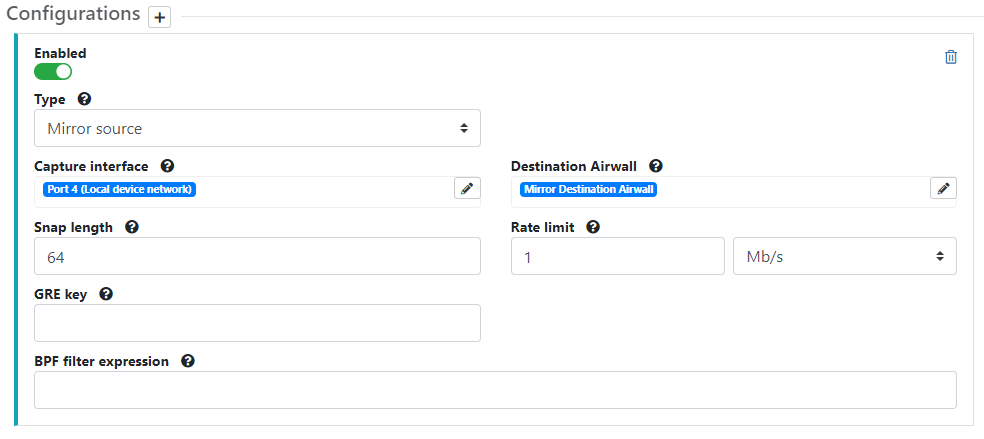 Configurations +
Enabled
Type ?
Mirror source
Capture interface ? Destination Airwall ?
Port 4 (Local device network) Mirror Destination Airwall
Snap length ? Rate limit ?
64 1 Mb/s
GRE key ?
BPF filter expression ?